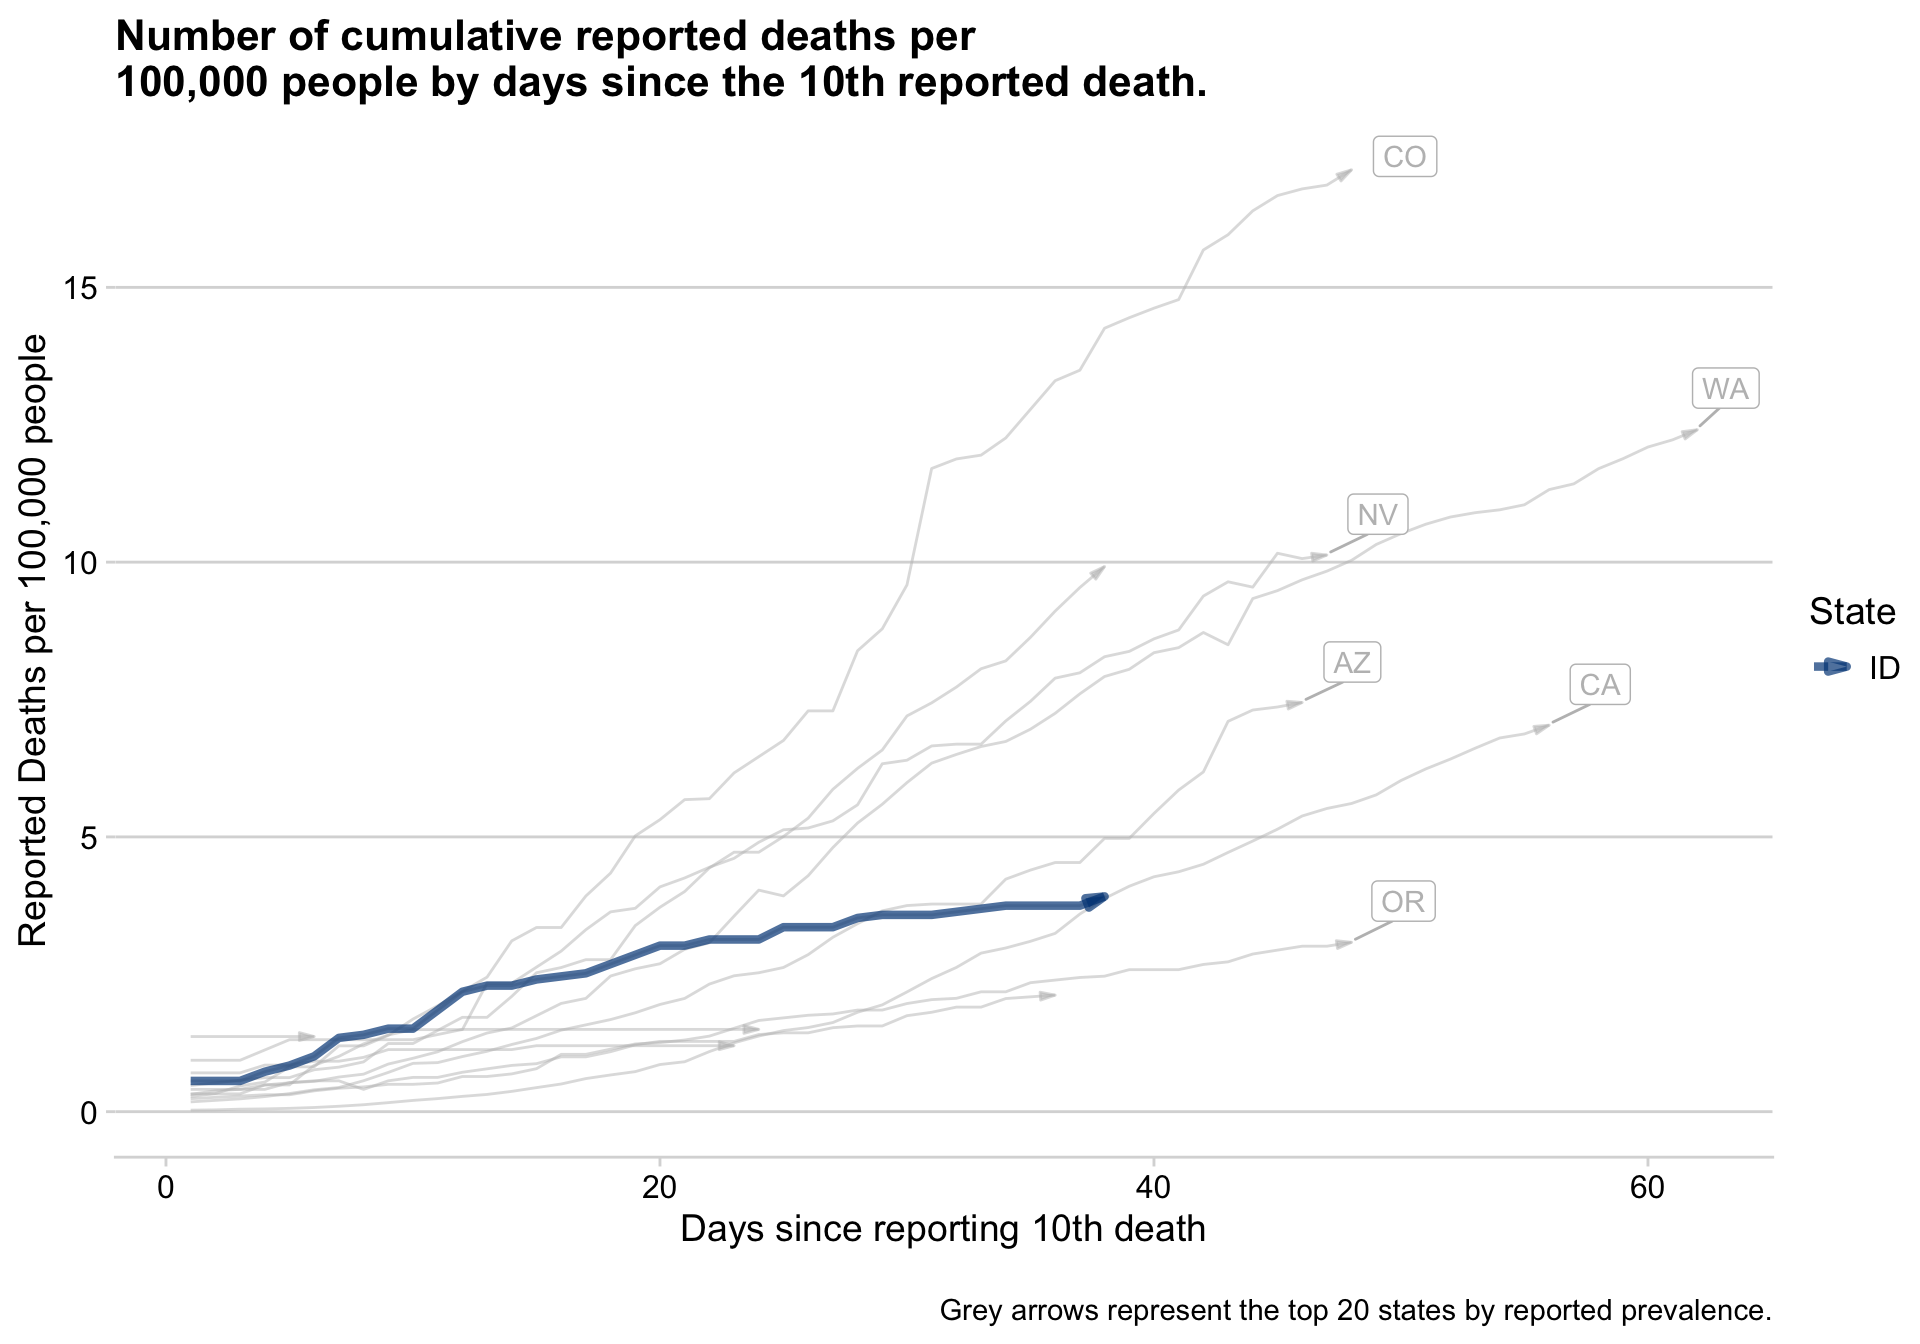 Number of cumulative reported deaths per
100,000 people by days since the 10th reported death.
CO
15
WA
NV
10
AZ
CA
5
OR
0
Reported Deaths per 100,000 people
0 20 40 60
Days since reporting 10th death
State
ID
Grey arrows represent the top 20 states by reported prevalence.